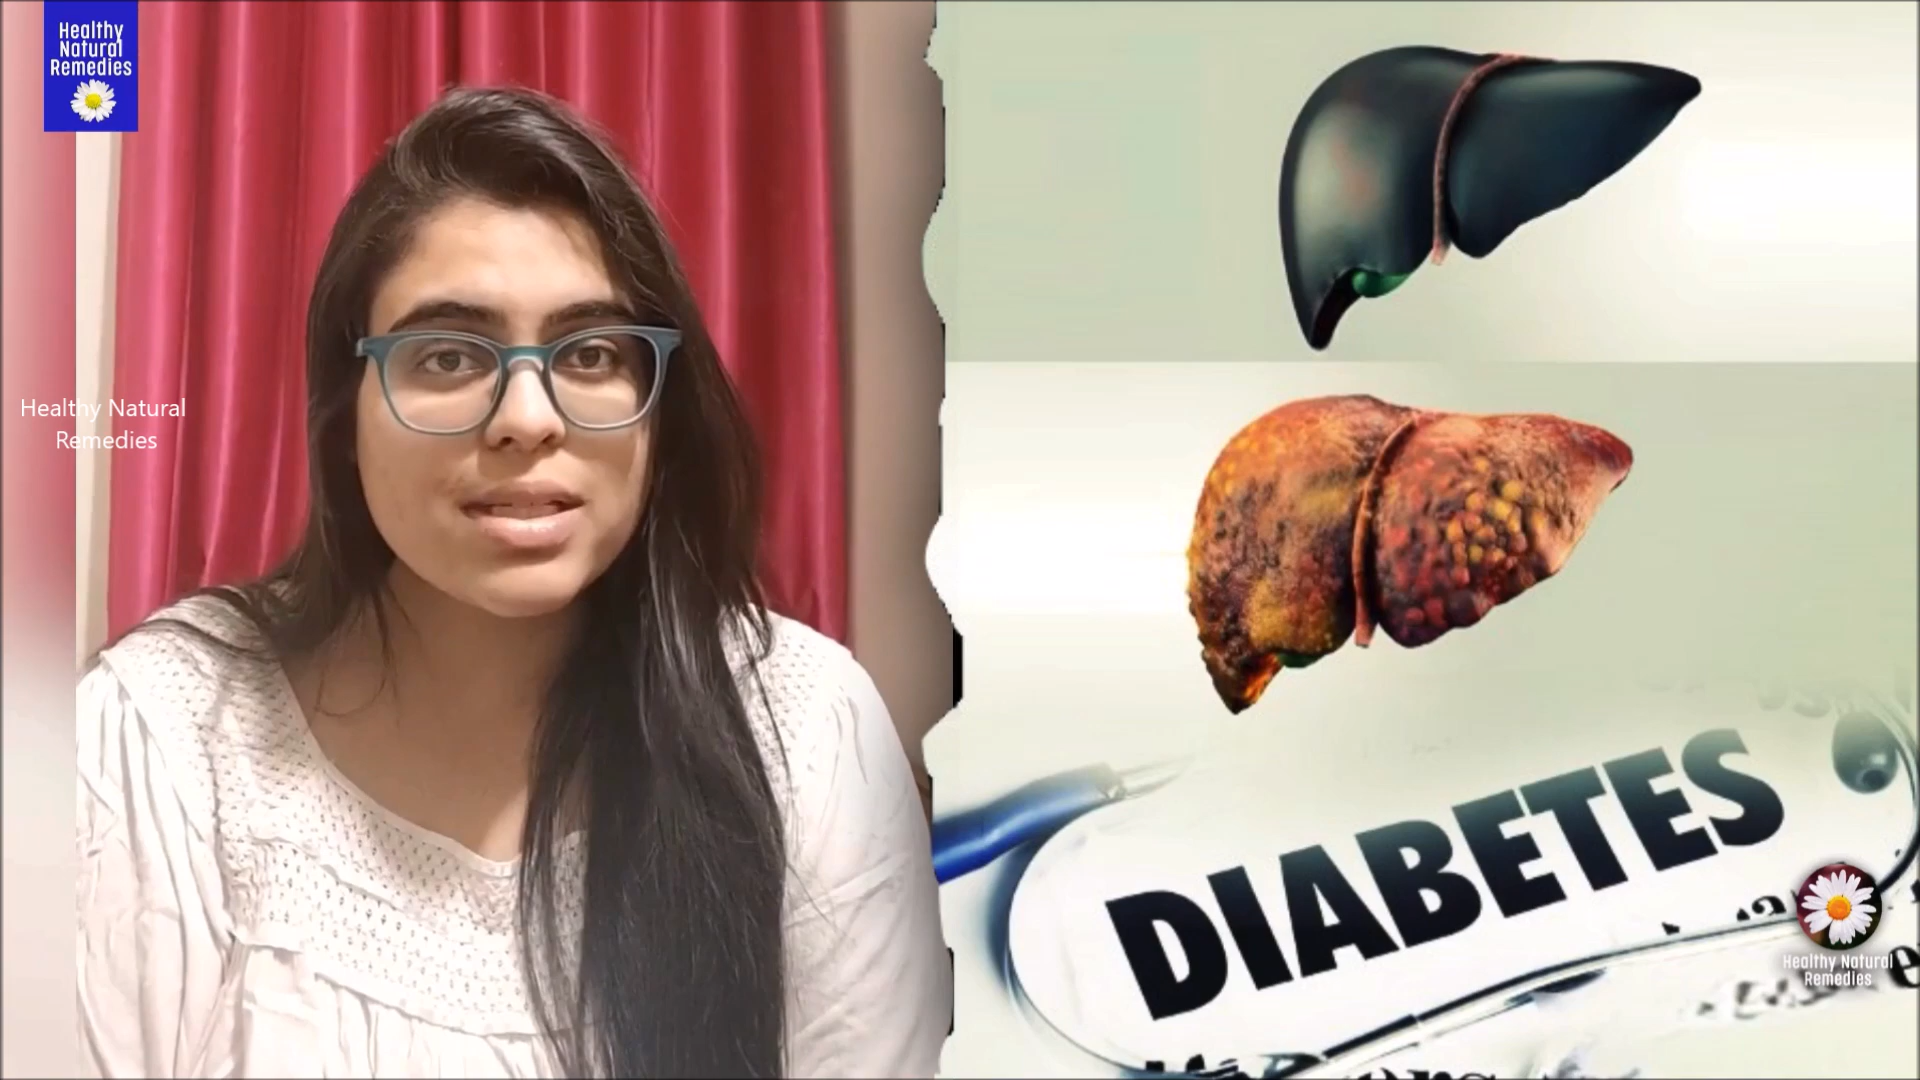 Healthy
Natural
Remedies
Healthy Natural
Remedies
DIABETES
Healthy Natural
Remedies